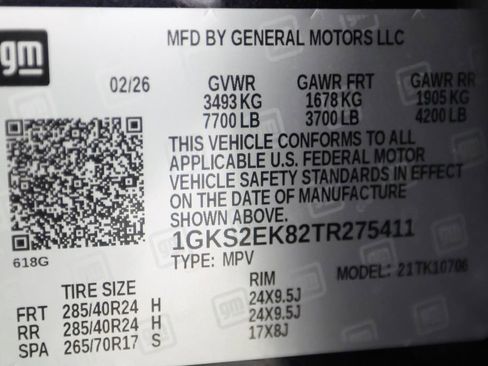 gm
MFD BY GENERAL MOTORS LLC
02/26 GVWR GAWR FRT GAWR RR
3493 KG 1678 KG 1905 KG
7700 LB 3700 LB 4200 LB
THIS VEHICLE CONFORMS TO ALL
APPLICABLE U.S. FEDERAL MOTOR
VEHICLE SAFETY STANDARDS IN EFFECT
ON THE DATE OF MANUFACTURE
SHOWN ABOVE.
1GKS2EK82TR275411
618G TYPE: MPV MODEL: 21TK10706
TIRE SIZE RIM
FRT 285/40R24 H 24X9.5J
RR 285/40R24 H 24X9.5J
SPA 265/70R17 S 17X8J